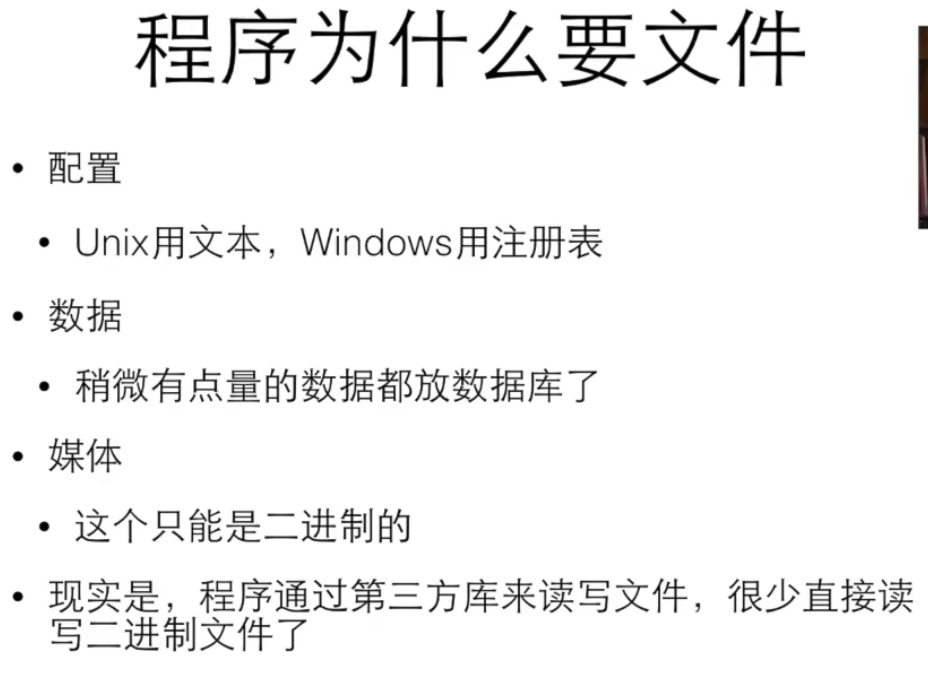 程序为什么要文件
• 配置
• Unix用文本，Windows用注册表
• 数据
• 稍微有点量的数据都放数据库了
• 媒体
• 这个只能是二进制的
• 现实是，程序通过第三方库来读写文件，很少直接读
写二进制文件了